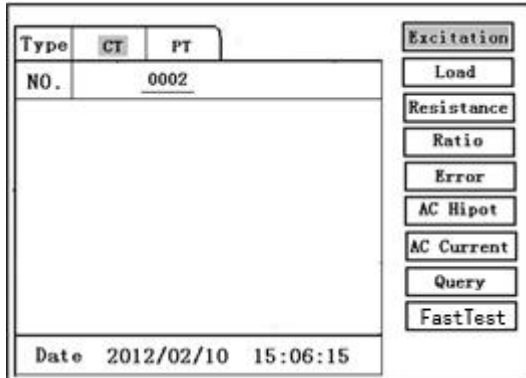 Type CT PT
NO. 0002
Date 2012/02/10 15:06:15
Excitation
Load
Resistance
Ratio
Error
AC Hipot
AC Current
Query
FastTest